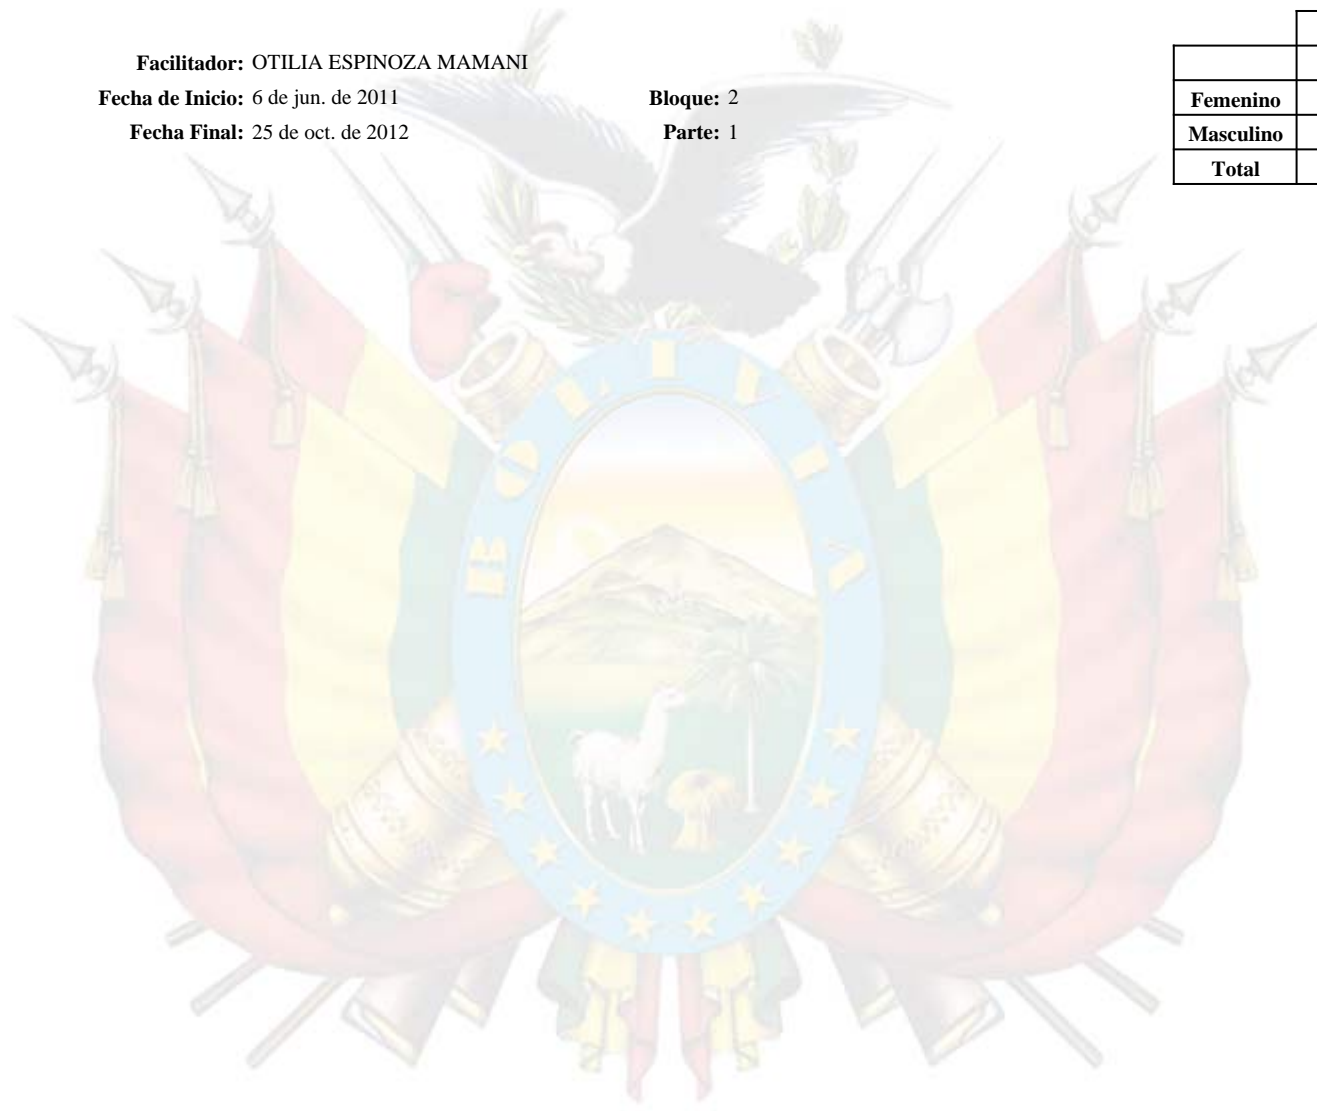 Facilitador: OTILIA ESPINOZA MAMANI
Fecha de Inicio: 6 de jun. de 2011 Bloque: 2
Fecha Final: 25 de oct. de 2012 Parte: 1
Femenino
Masculino
Total
BOLIVIA